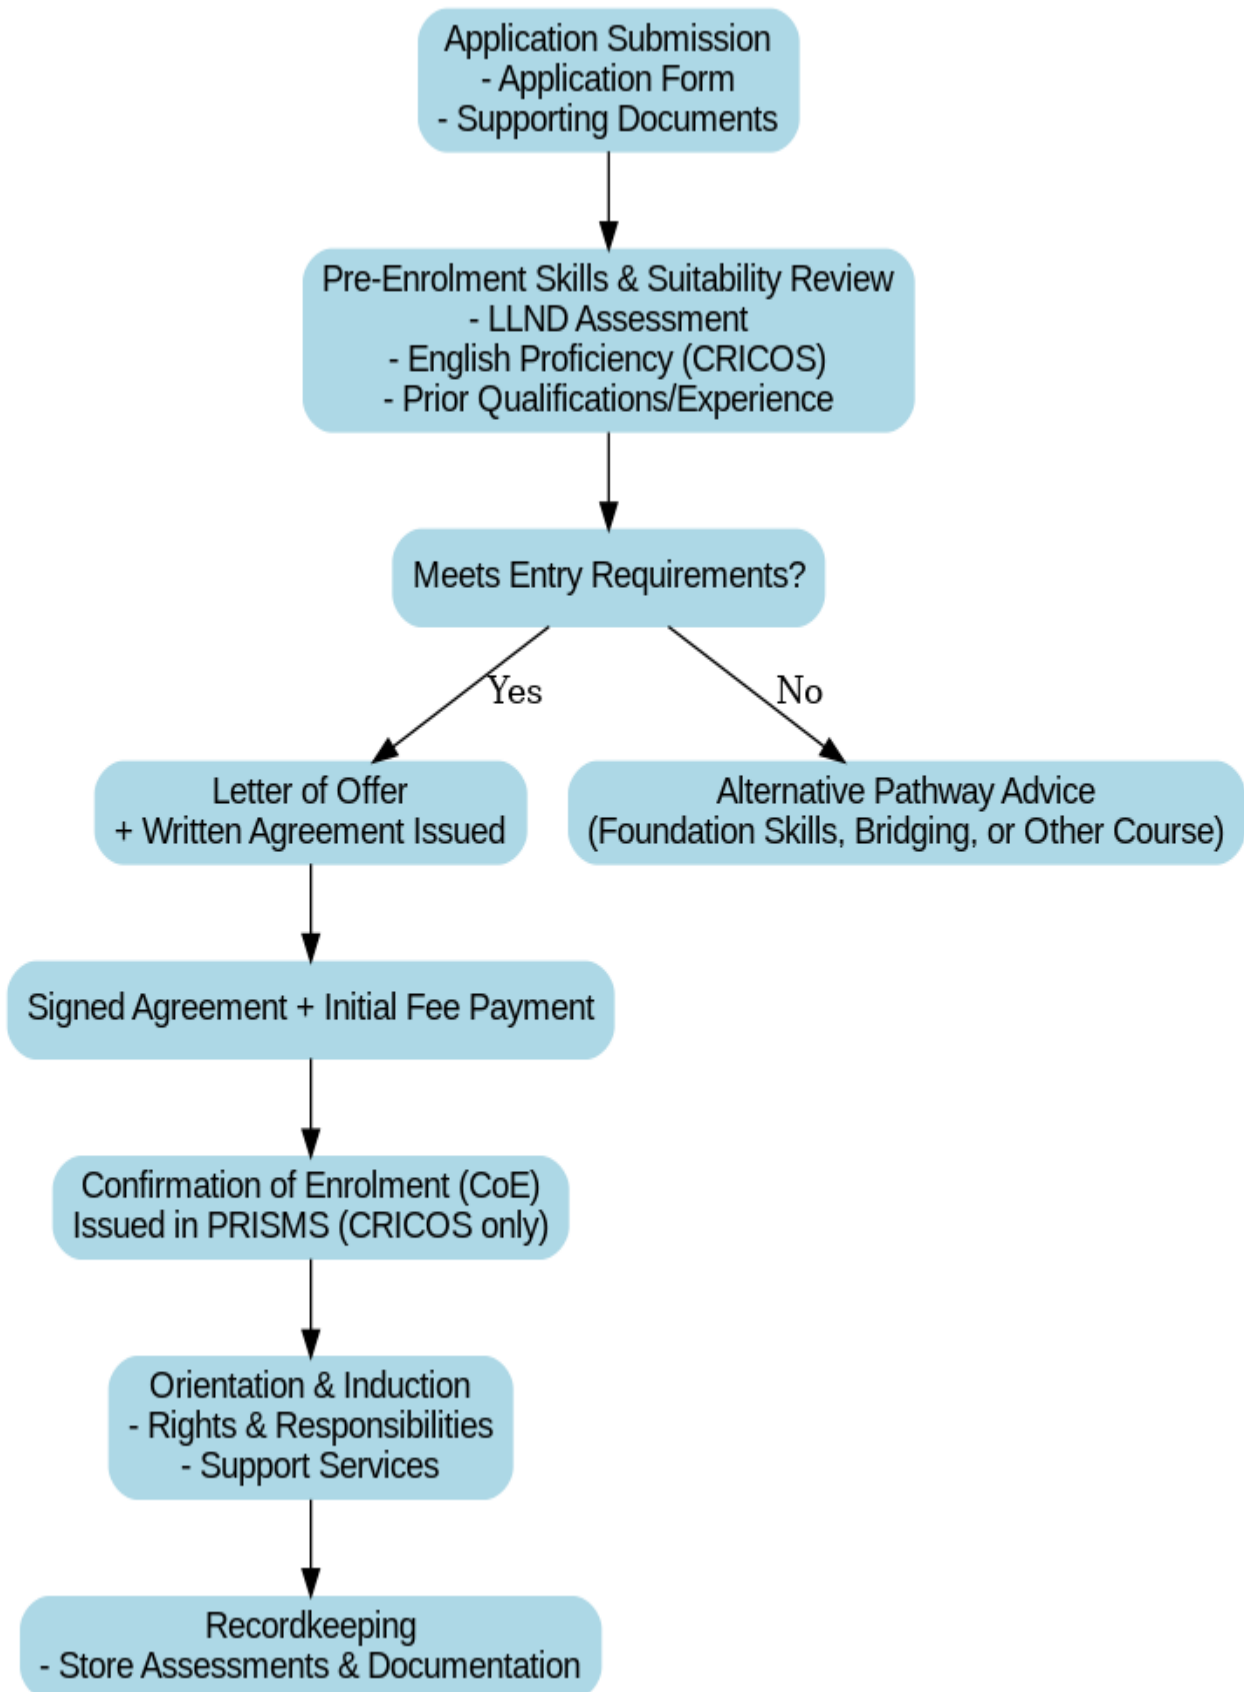 Application Submission
- Application Form
- Supporting Documents
Pre-Enrolment Skills & Suitability Review
- LLND Assessment
- English Proficiency (CRICOS)
- Prior Qualifications/Experience
Meets Entry Requirements?
Yes
No
Letter of Offer
+ Written Agreement Issued
Alternative Pathway Advice
(Foundation Skills, Bridging, or Other Course)
Signed Agreement + Initial Fee Payment
Confirmation of Enrolment (CoE)
Issued in PRISMS (CRICOS only)
Orientation & Induction
- Rights & Responsibilities
- Support Services
Recordkeeping
- Store Assessments & Documentation